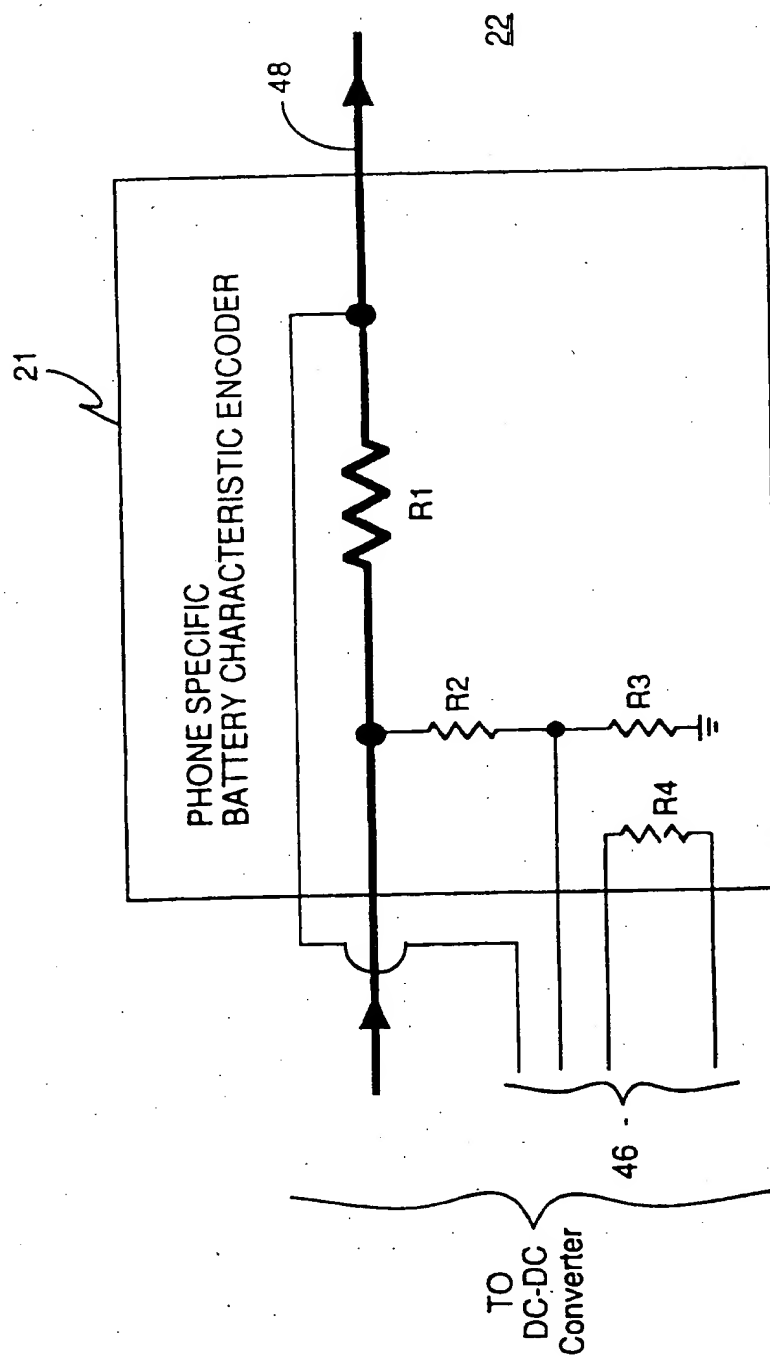 21
PHONE SPECIFIC
BATTERY CHARACTERISTIC ENCODER
48
22
R1
R2
R3
R4
46
TO
DC-DC
Converter